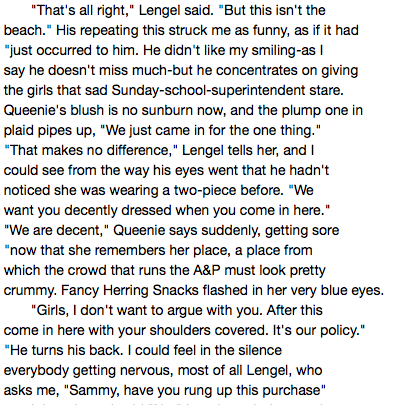 "That's all right," Lengel said. "But this isn't the
beach." His repeating this struck me as funny, as if it had
"just occurred to him. He didn't like my smiling-as I
say he doesn't miss much-but he concentrates on giving
the girls that sad Sunday-school-superintendent stare.
Queenie's blush is no sunburn now, and the plump one in
plaid pipes up, "We just came in for the one thing."
"That makes no difference," Lengel tells her, and I
could see from the way his eyes went that he hadn't
noticed she was wearing a two-piece before. "We
want you decently dressed when you come in here."
"We are decent," Queenie says suddenly, getting sore
"now that she remembers her place, a place from
which the crowd that runs the A&P must look pretty
crummy. Fancy Herring Snacks flashed in her very blue eyes.
"Girls, I don't want to argue with you. After this
come in here with your shoulders covered. It's our policy."
"He turns his back. I could feel in the silence
everybody getting nervous, most of all Lengel, who
asks me, "Sammy, have you rung up this purchase"